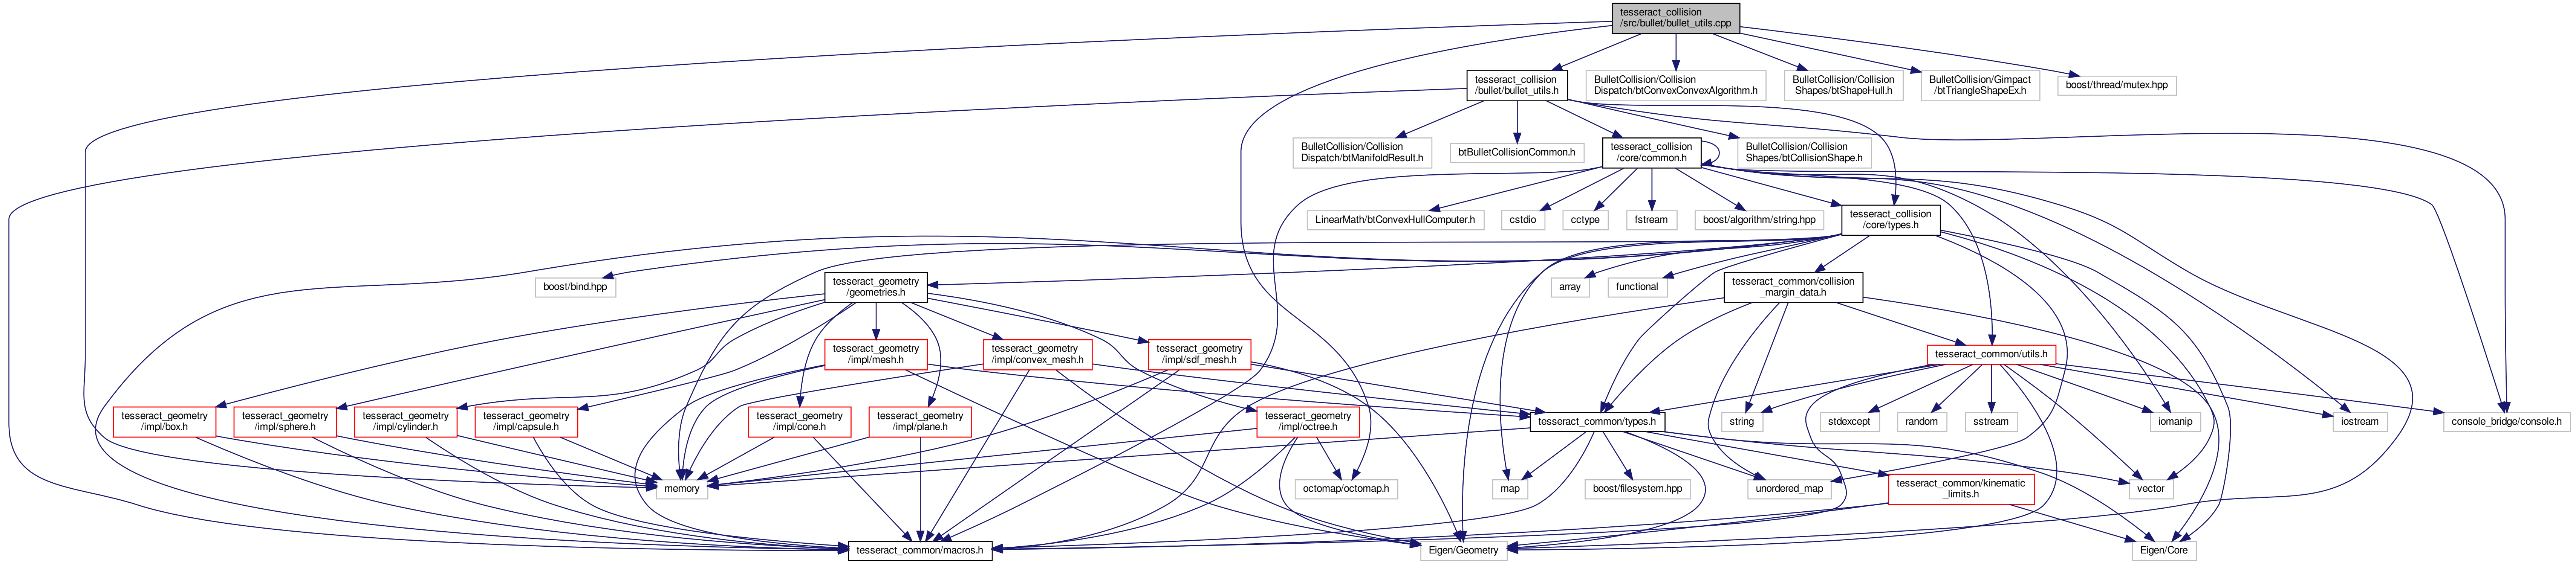 tesseract_collision
/src/bullet/bullet_utils.cpp
tesseract_collision
/bullet/bullet_utils.h
BulletCollision/Collision
Dispatch/btConvexConvexAlgorithm.h
BulletCollision/Collision
Shapes/btShapeHull.h
BulletCollision/Gimpact
/btTriangleShapeEx.h
boost/thread/mutex.hpp
BulletCollision/Collision
Dispatch/btManifoldResult.h
btBulletCollisionCommon.h
tesseract_collision
/core/common.h
BulletCollision/Collision
Shapes/btCollisionShape.h
LinearMath/btConvexHullComputer.h
cstdio
cctype
fstream
boost/algorithm/string.hpp
tesseract_collision
/core/types.h
boost/bind.hpp
tesseract_geometry
/geometries.h
array
functional
tesseract_common/collision
_margin_data.h
tesseract_geometry
/impl/mesh.h
tesseract_geometry
/impl/convex_mesh.h
tesseract_geometry
/impl/sdf_mesh.h
tesseract_common/utils.h
tesseract_geometry
/impl/box.h
tesseract_geometry
/impl/sphere.h
tesseract_geometry
/impl/cylinder.h
tesseract_geometry
/impl/capsule.h
tesseract_geometry
/impl/cone.h
tesseract_geometry
/impl/plane.h
tesseract_geometry
/impl/octree.h
tesseract_common/types.h
string
stdexcept
random
sstream
iomanip
iostream
console_bridge/console.h
memory
octomap/octomap.h
map
boost/filesystem.hpp
unordered_map
tesseract_common/kinematic
_limits.h
vector
tesseract_common/macros.h
Eigen/Geometry
Eigen/Core